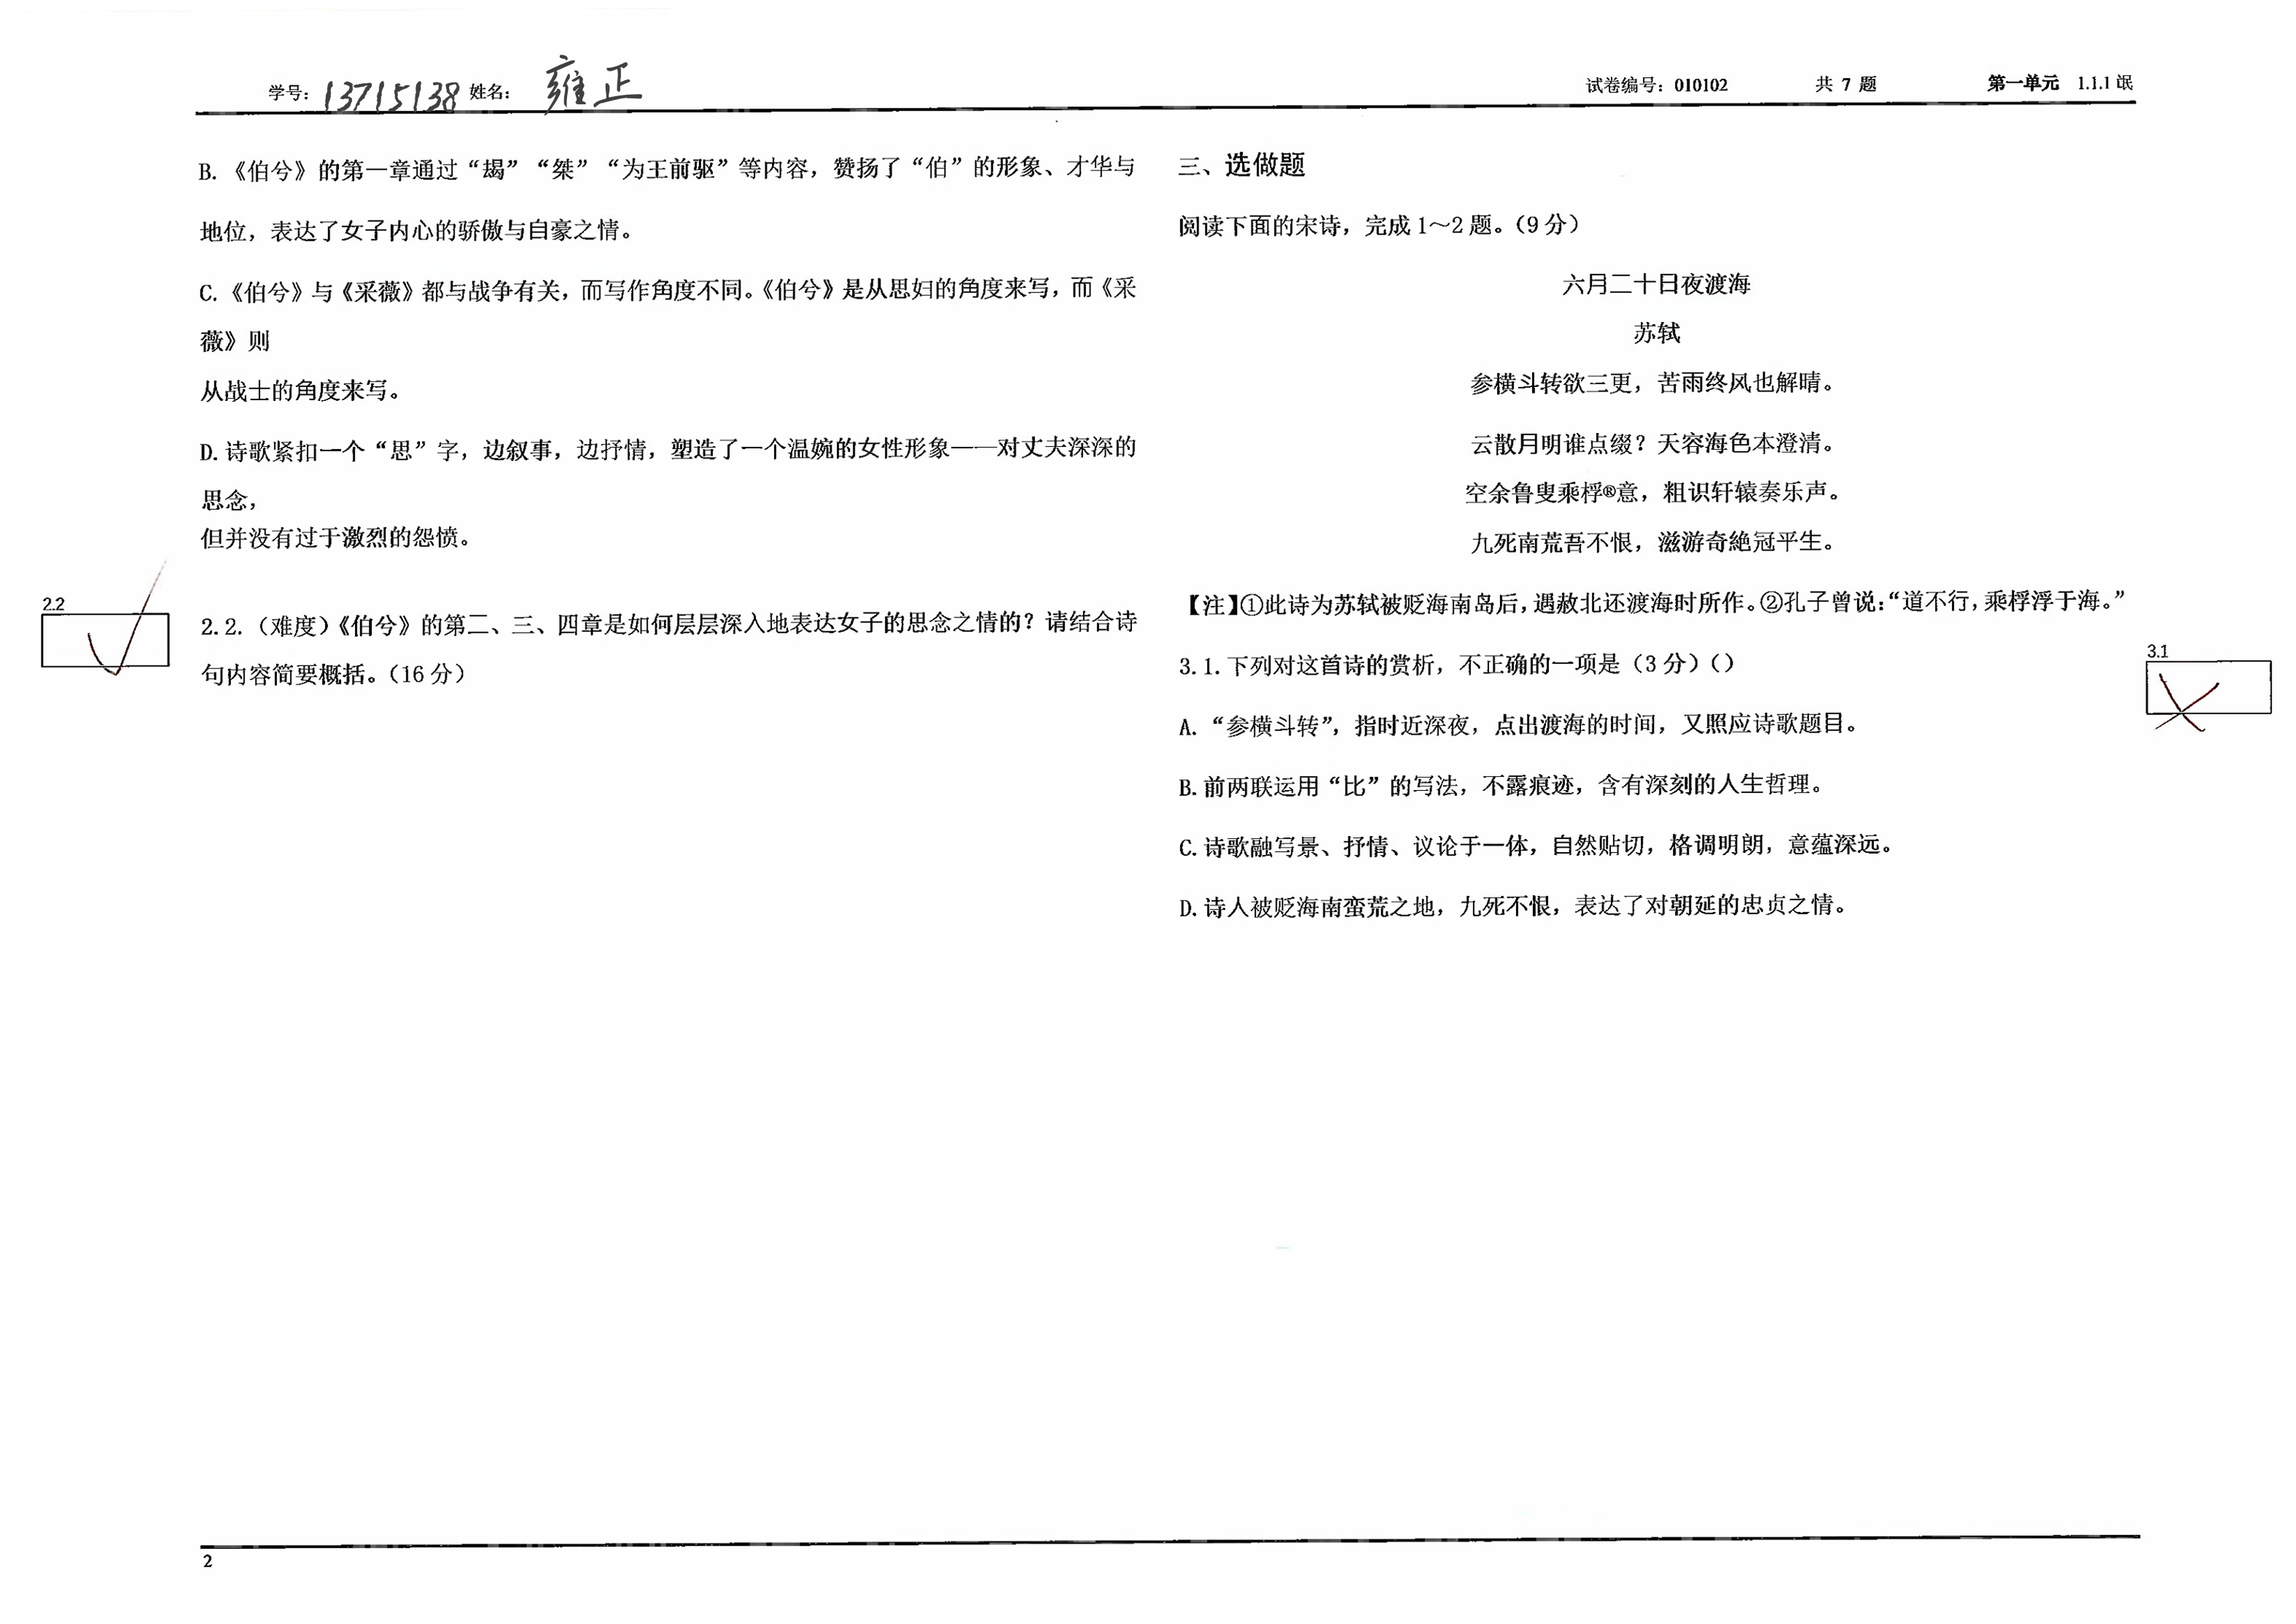 学号：13715138 姓名：雍正
试卷编号：010102 共 7 题 第一单元 1.1.1 氓
B.《伯兮》的第一章通过“朅”“桀”“为王前驱”等内容，赞扬了“伯”的形象、才华与
地位，表达了女子内心的骄傲与自豪之情。
C.《伯兮》与《采薇》都与战争有关，而写作角度不同。《伯兮》是从思妇的角度来写，而《采
薇》则
从战士的角度来写。
D.诗歌紧扣一个“思”字，边叙事，边抒情，塑造了一个温婉的女性形象——对丈夫深深的
思念，
但并没有过于激烈的怨愤。
2.2
2.2.（难度）《伯兮》的第二、三、四章是如何层层深入地表达女子的思念之情的？请结合诗
句内容简要概括。（16 分）
三、选做题
阅读下面的宋诗，完成 1～2 题。（9 分）
六月二十日夜渡海
苏轼
参横斗转欲三更，苦雨终风也解晴。
云散月明谁点缀？天容海色本澄清。
空余鲁叟乘桴®意，粗识轩辕奏乐声。
九死南荒吾不恨，滋游奇絶冠平生。
【注】①此诗为苏轼被贬海南岛后，遇赦北还渡海时所作。②孔子曾说：“道不行，乘桴浮于海。”
3.1
3.1.下列对这首诗的赏析，不正确的一项是（3 分）（）
A.“参横斗转”，指时近深夜，点出渡海的时间，又照应诗歌题目。
B.前两联运用“比”的写法，不露痕迹，含有深刻的人生哲理。
C.诗歌融写景、抒情、议论于一体，自然贴切，格调明朗，意蕴深远。
D.诗人被贬海南蛮荒之地，九死不恨，表达了对朝延的忠贞之情。
2